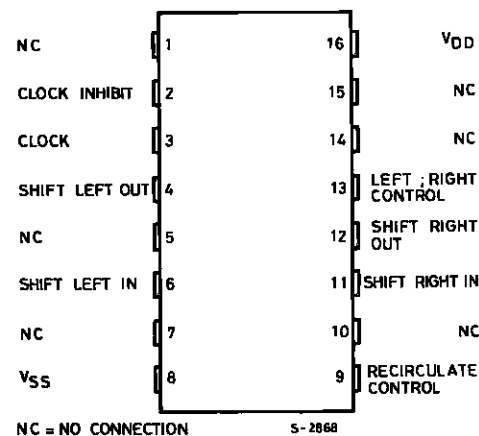 NC 1 16 VDD
CLOCK INHIBIT 2 15 NC
CLOCK 3 14 NC
SHIFT LEFT OUT 4 13 LEFT ; RIGHT
CONTROL
NC 5 12 SHIFT RIGHT
OUT
SHIFT LEFT IN 6 11 SHIFT RIGHT IN
NC 7 10 NC
VSS 8 9 RECIRCULATE
CONTROL
NC = NO CONNECTION S-2868